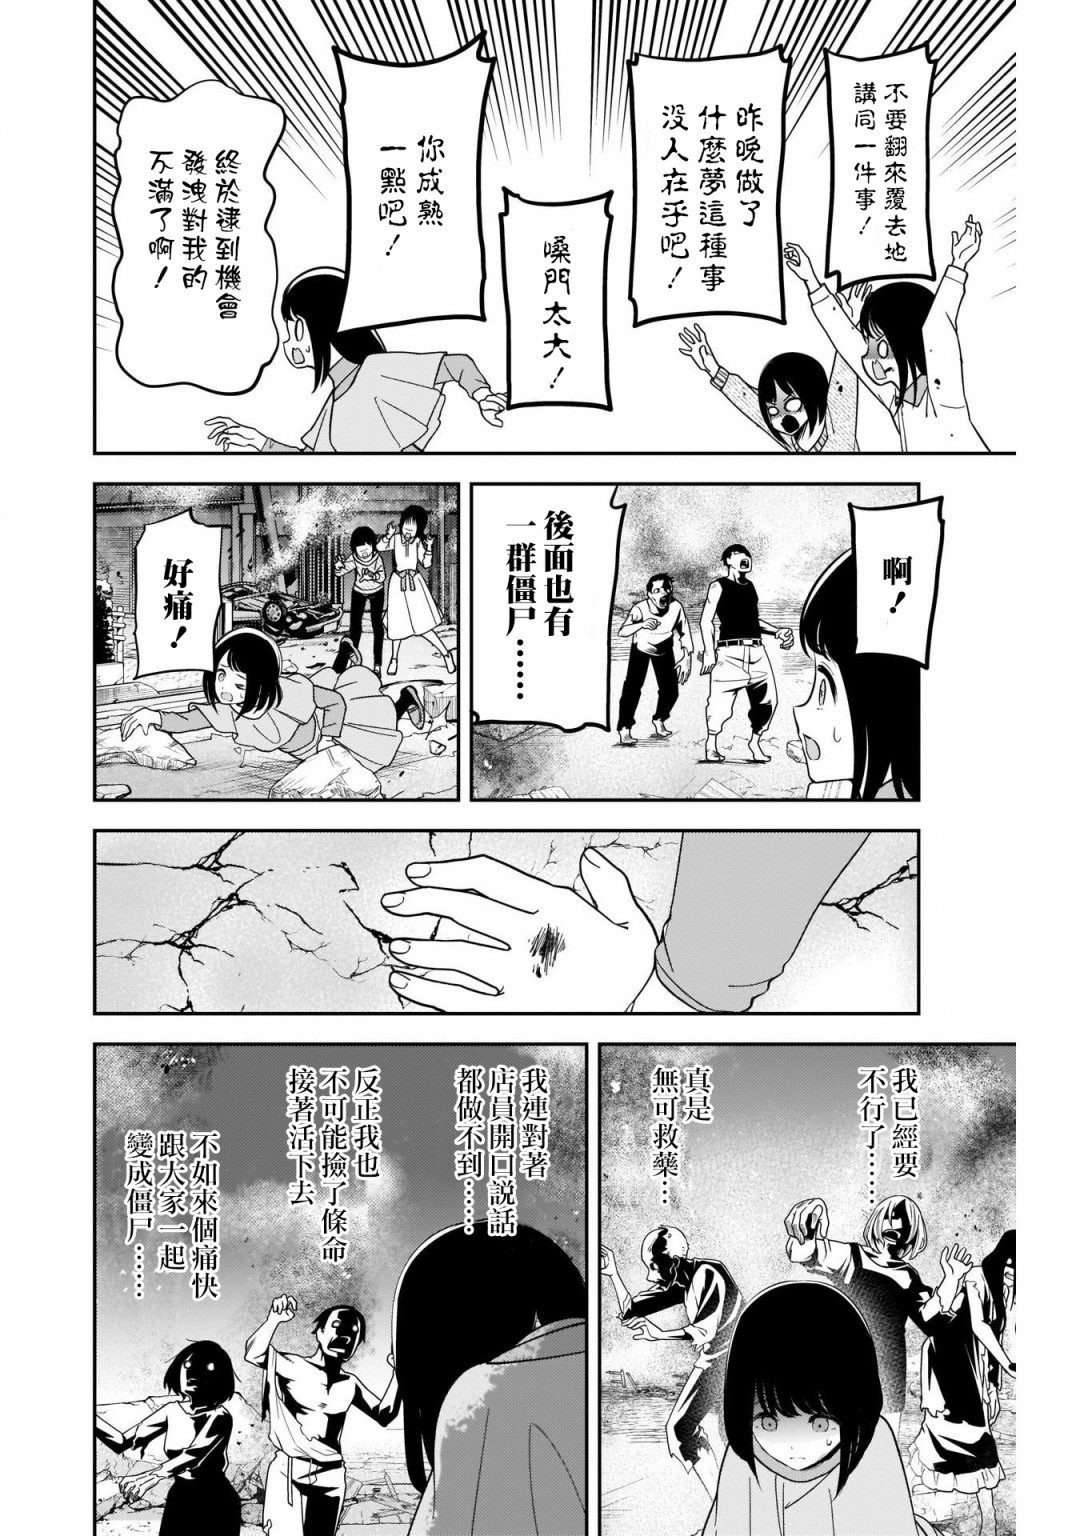 不要翻來覆去地
講同一件事！
昨晚做了
什麼夢這種事
沒人在乎吧！
嗓門太大！
你成熟
一點吧！
終於逮到機會
發洩對我的
不滿了啊！
啊！
後面也有
一群僵尸……
好痛！
我已經要
不行了……
真是
無可救藥…
我連對著
店員開口說話
都做不到……
反正我也
不可能撿了條命
接著活下去
不如來個痛快
跟大家一起
變成僵尸……